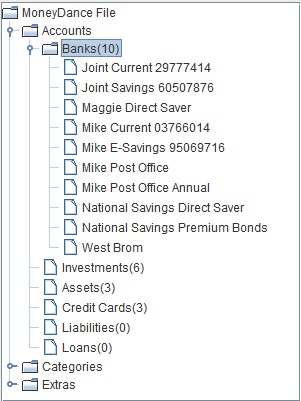 MoneyDance File
Accounts
Banks(10)
Joint Current 29777414
Joint Savings 60507876
Maggie Direct Saver
Mike Current 03766014
Mike E-Savings 95069716
Mike Post Office
Mike Post Office Annual
National Savings Direct Saver
National Savings Premium Bonds
West Brom
Investments(6)
Assets(3)
Credit Cards(3)
Liabilities(0)
Loans(0)
Categories
Extras